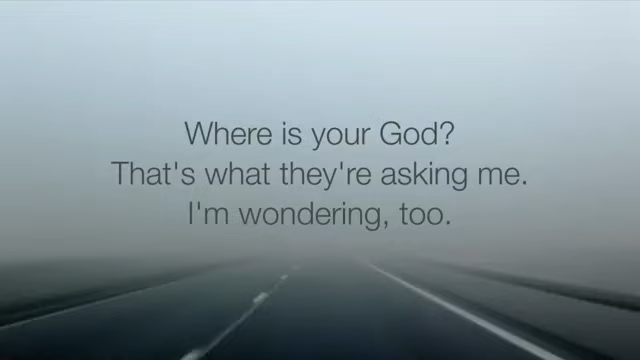 Where is your God?
That's what they're asking me.
I'm wondering, too.